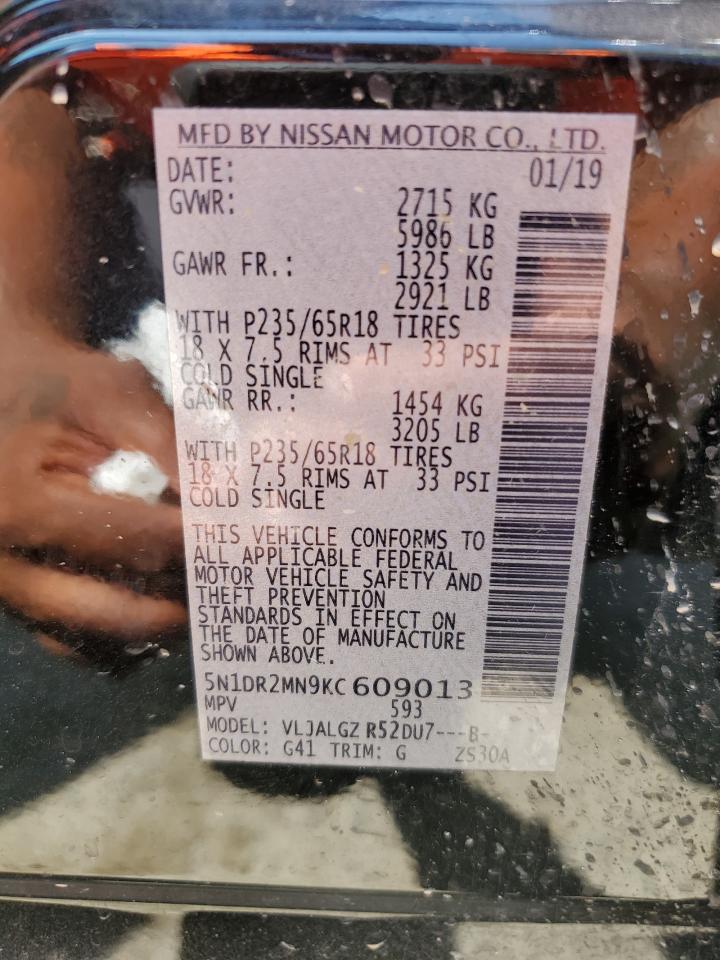 MFD BY NISSAN MOTOR CO., LTD.
DATE: 01/19
GVWR: 2715 KG
5986 LB
GAWR FR.: 1325 KG
2921 LB
WITH P235/65R18 TIRES
18 X 7.5 RIMS AT 33 PSI
COLD SINGLE
GAWR RR.: 1454 KG
3205 LB
WITH P235/65R18 TIRES
18 X 7.5 RIMS AT 33 PSI
COLD SINGLE
THIS VEHICLE CONFORMS TO
ALL APPLICABLE FEDERAL
MOTOR VEHICLE SAFETY AND
THEFT PREVENTION
STANDARDS IN EFFECT ON
THE DATE OF MANUFACTURE
SHOWN ABOVE.
5N1DR2MN9KC609013
MPV 593
MODEL: VLJALGZ R52DU7---B-
COLOR: G41 TRIM: G ZS30A